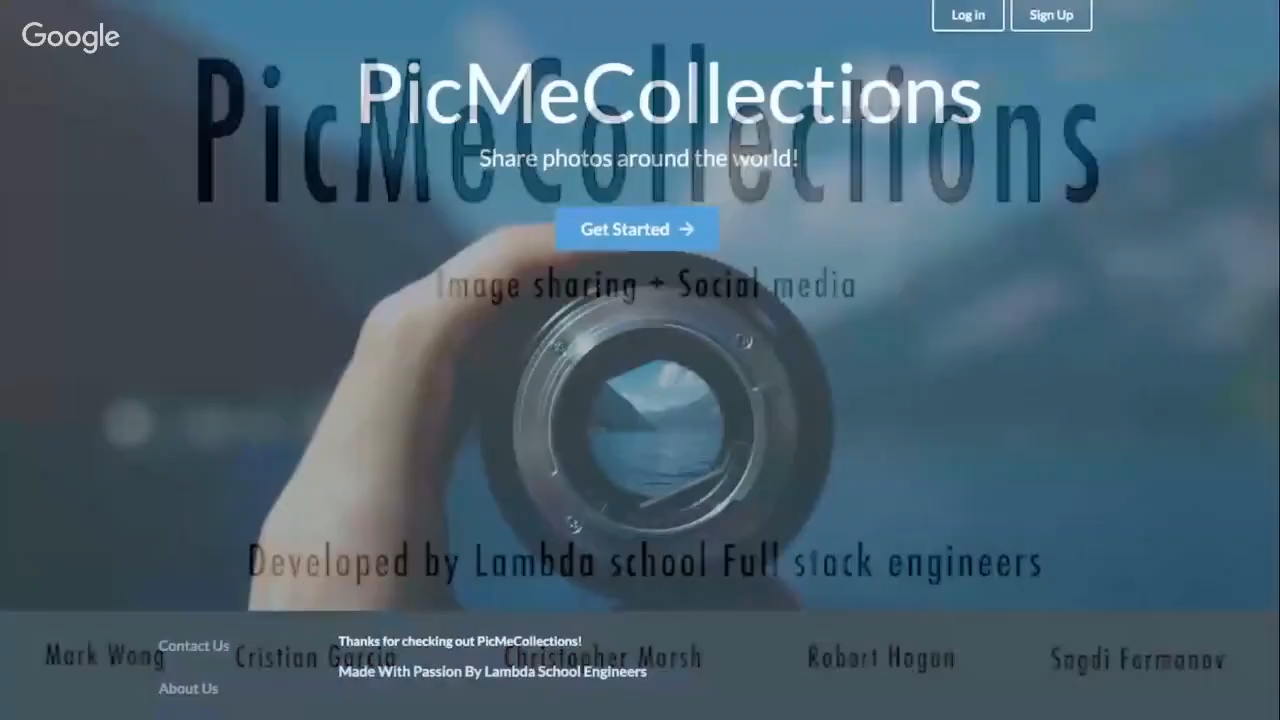 Google
Log in
Sign Up
PicMeCollections
PicMeCollections
Share photos around the world!
Get Started
Image sharing + Social media
Developed by Lambda school Full stack engineers
Contact Us
Thanks for checking out PicMeCollections!
Mark Wong
Cristian Garcia
Christopher Marsh
Robert Hogan
Sagdi Formanov
Made With Passion By Lambda School Engineers
About Us